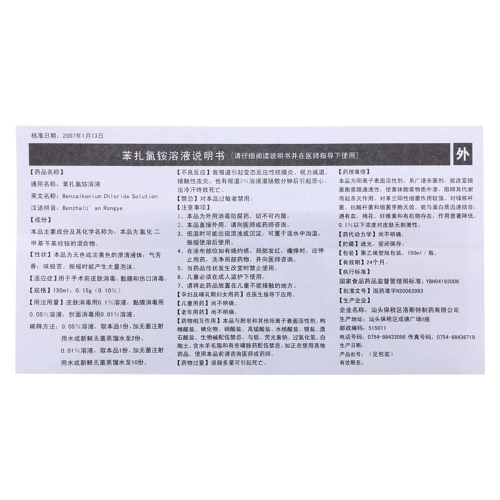 核准日期：2007年1月13日
苯扎氯铵溶液说明书 [请仔细阅读说明书并在医师指导下使用]
外
【药品名称】
通用名称：苯扎氯铵溶液
英文名称：Benzalkonium Chloride Solution
汉语拼音：Benzhalü'an Rongye
【成份】
本品主要成份及其化学名称为：本品为氯化二
甲基苄基烃铵的混合物。
【性状】本品为无色或淡黄色的澄清液体；气芳
香，味极苦，振摇时能产生大量泡沫。
【适应症】用于手术前皮肤消毒，黏膜和伤口消毒。
【规格】150ml：0.15g（0.10%）
【用法用量】皮肤消毒用0.1%溶液，黏膜消毒用
0.05%溶液，创面消毒用0.01%溶液。
稀释方法：0.05%溶液，取本品1份，加无菌注射
用水或新鲜无菌蒸馏水至2份。
0.01%溶液，取本品1份，加无菌注射
用水或新鲜无菌蒸馏水至10份。
【不良反应】曾报道引起变态反应性结膜炎、视力减退、
接触性皮炎。也有报道3%溶液灌肠数分钟后引起恶心、
出冷汗终致死亡。
【禁忌】对本品过敏者禁用。
【注意事项】
1、本品为外用消毒防腐药，切不可内服。
2、本品直接外用，请向医师或药师咨询。
3、低温时可能出现混浊或沉淀，可置于温水中加温，
振摇使溶后使用。
4、在涂布部位如有灼烧感、局部发红、瘙痒时，应停
止用药，洗净局部药物，并向医师咨询。
5、当药品性状发生改变时禁止使用。
6、儿童必须在成人监护下使用。
7、请将此药品放置在儿童不能接触的地方。
【孕妇及哺乳期妇女用药】在医生指导下应用。
【儿童用药】尚不明确。
【老年用药】尚不明确。
【药物相互作用】本品与肥皂和其他阴离子表面活性剂、枸
橼酸盐、碘化物、硝酸盐、高锰酸盐、水杨酸盐、银盐、酒
石酸盐、生物碱配伍禁忌，与铝、荧光素钠、过氧化氢、白
陶土、含水羊毛脂和有些磺胺药配伍禁忌。如正在使用其他
药品，使用本品前请咨询医师或药师。
【药物过量】误服多量可引起死亡。
【药理毒理】
本品为阳离子表面活性剂，系广谱杀菌剂，能改变细
菌胞浆膜通透性，使菌体胞浆物质外渗，阻碍其代谢
而起杀灭作用。对革兰阳性细菌作用较强，对绿脓杆
菌、抗酸杆菌和细菌芽孢无效。能与蛋白质迅速结合，
遇有血、棉花、纤维素和有机物存在，作用显著降低。
0.1%以下浓度对皮肤无刺激性。
【药代动力学】尚不明确。
【贮藏】遮光，密闭保存。
【包装】聚乙烯塑料包装，150ml／瓶。
【有效期】24个月。
【执行标准】
国家食品药品监督管理局标准：YBH04192006
【批准文号】国药准字H20063993
【生产企业】
企业名称：汕头保税区洛斯特制药有限公司
生产地址：汕头保税区成德广场B座
邮政编码：515011
电话号码：0754-88433096 传真号码：0754-88436719
生产日期：
产品批号：（见包装）
有效期至：